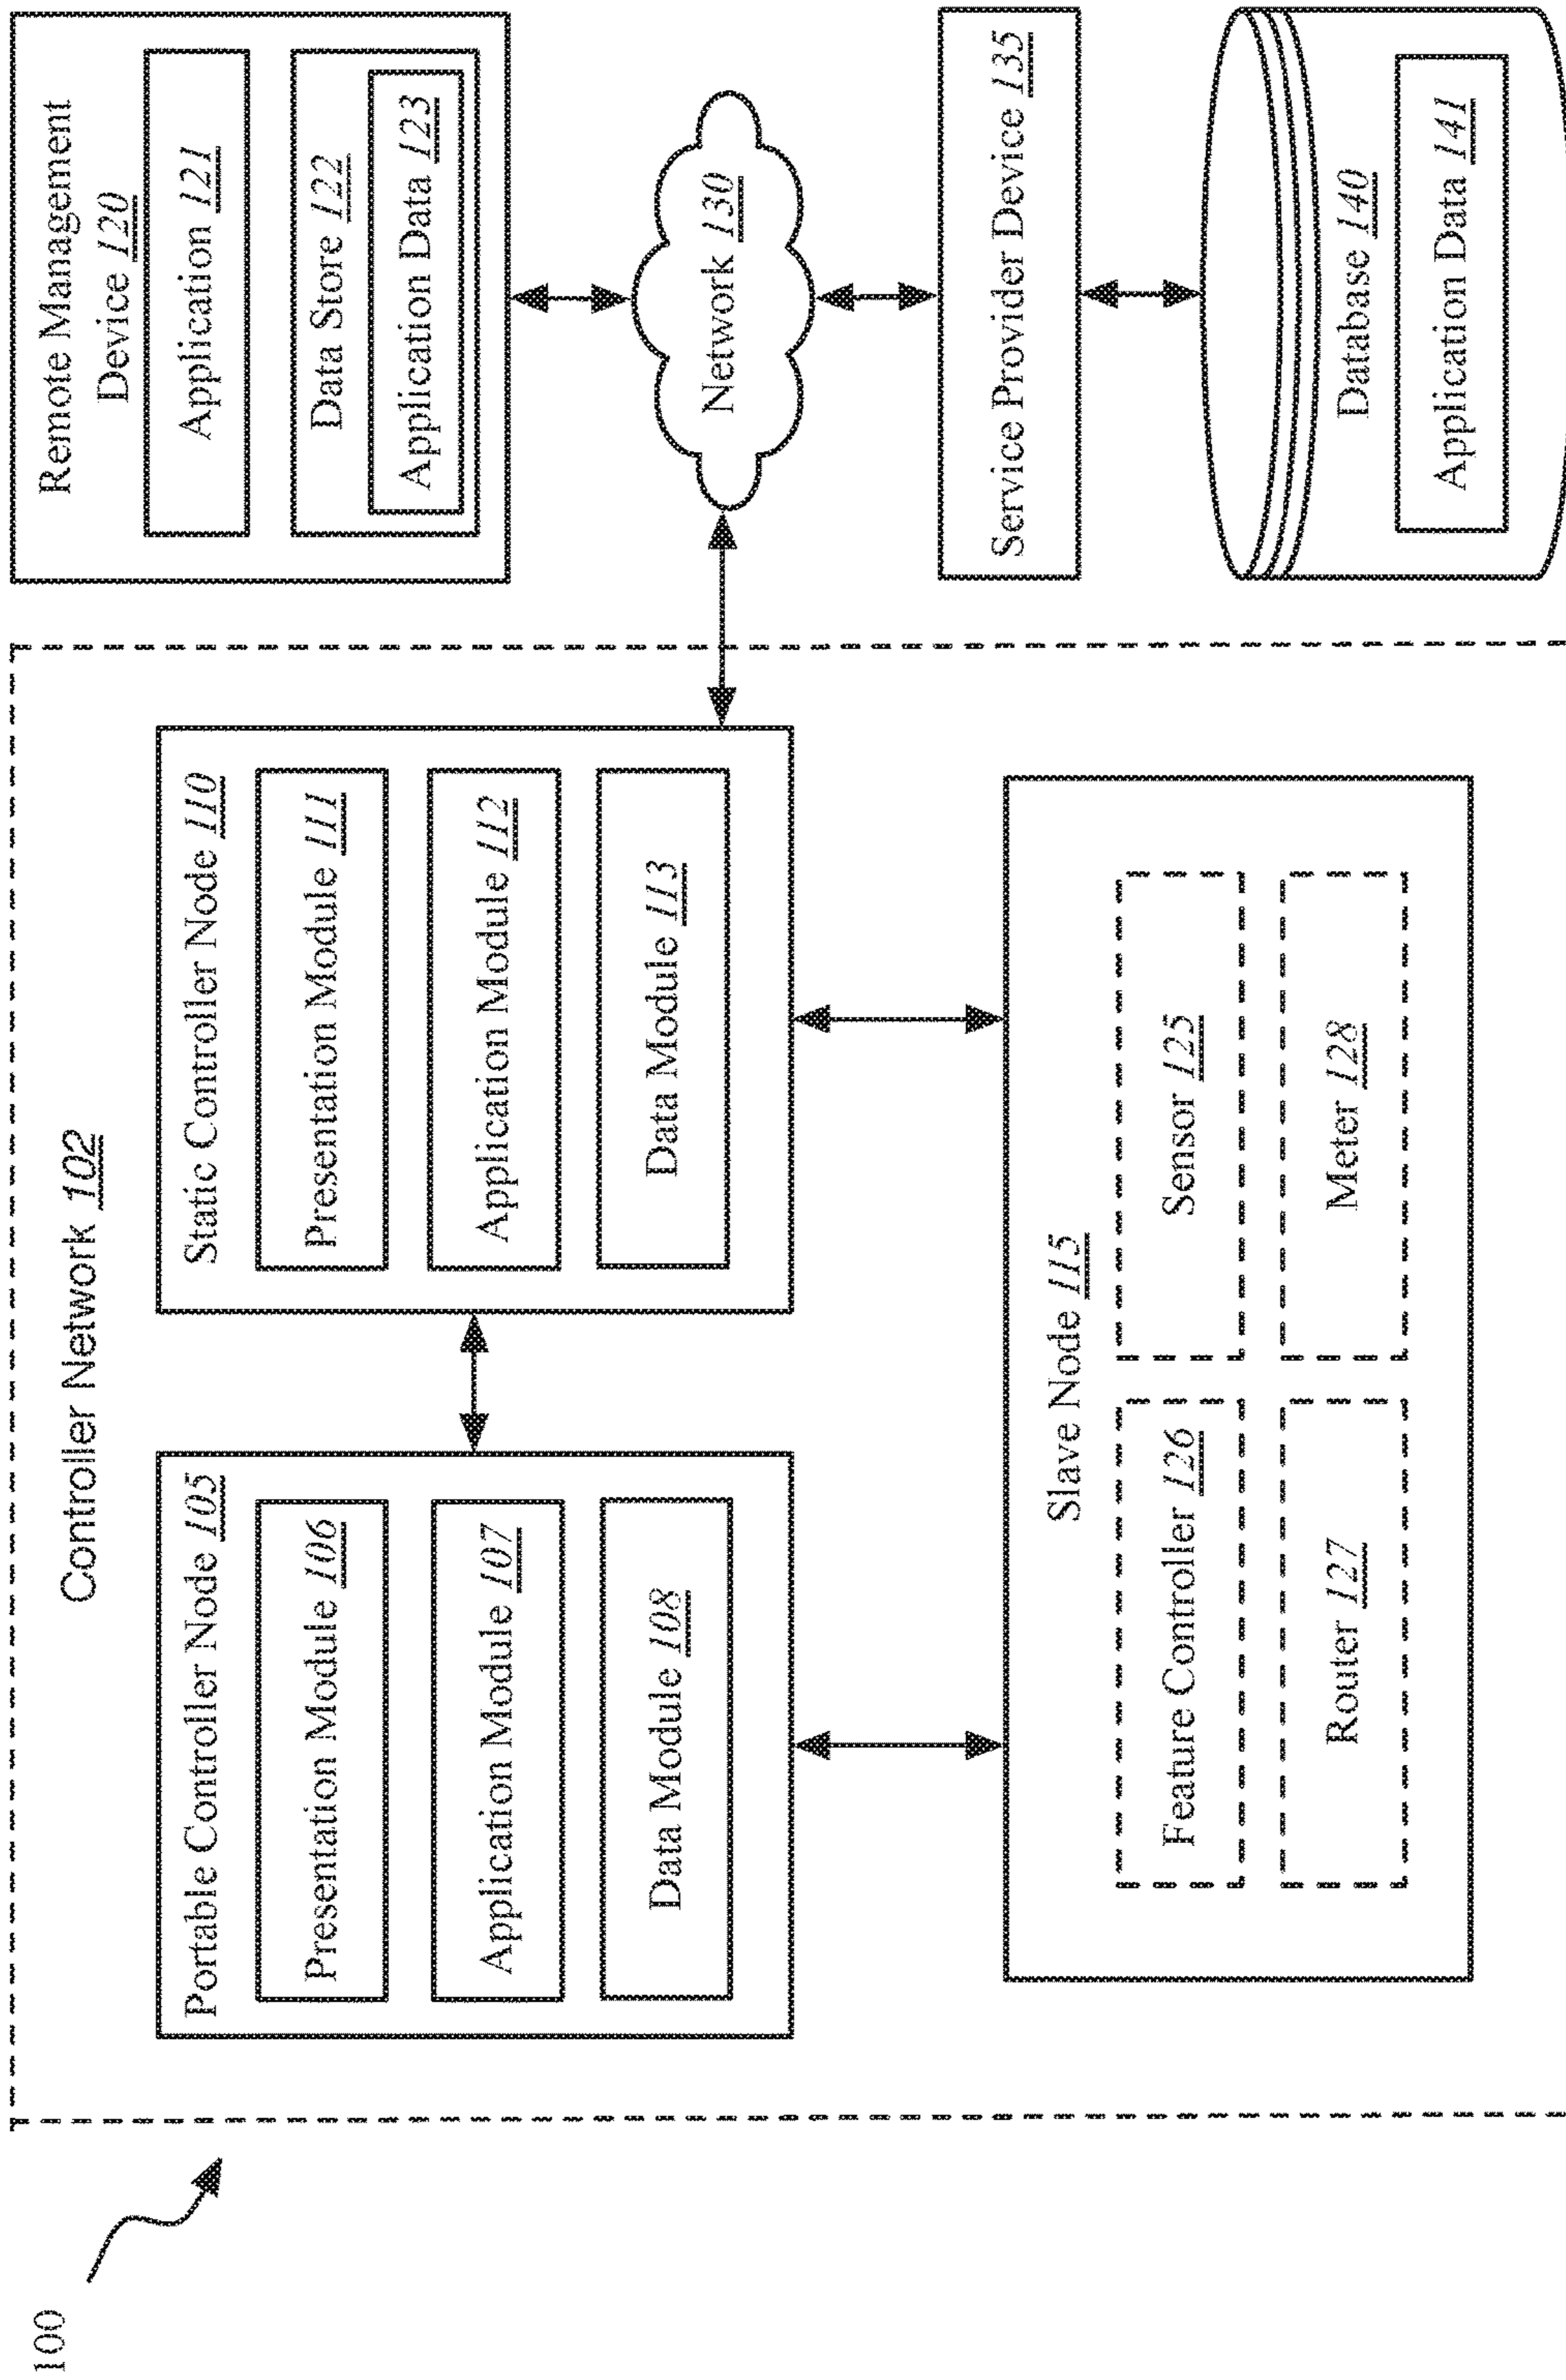 100
Controller Network 102
Portable Controller Node 105
Presentation Module 106
Application Module 107
Data Module 108
Static Controller Node 110
Presentation Module 111
Application Module 112
Data Module 113
Slave Node 115
Feature Controller 126
Sensor 125
Router 127
Meter 128
Remote Management
Device 120
Application 121
Data Store 122
Application Data 123
Network 130
Service Provider Device 135
Database 140
Application Data 141